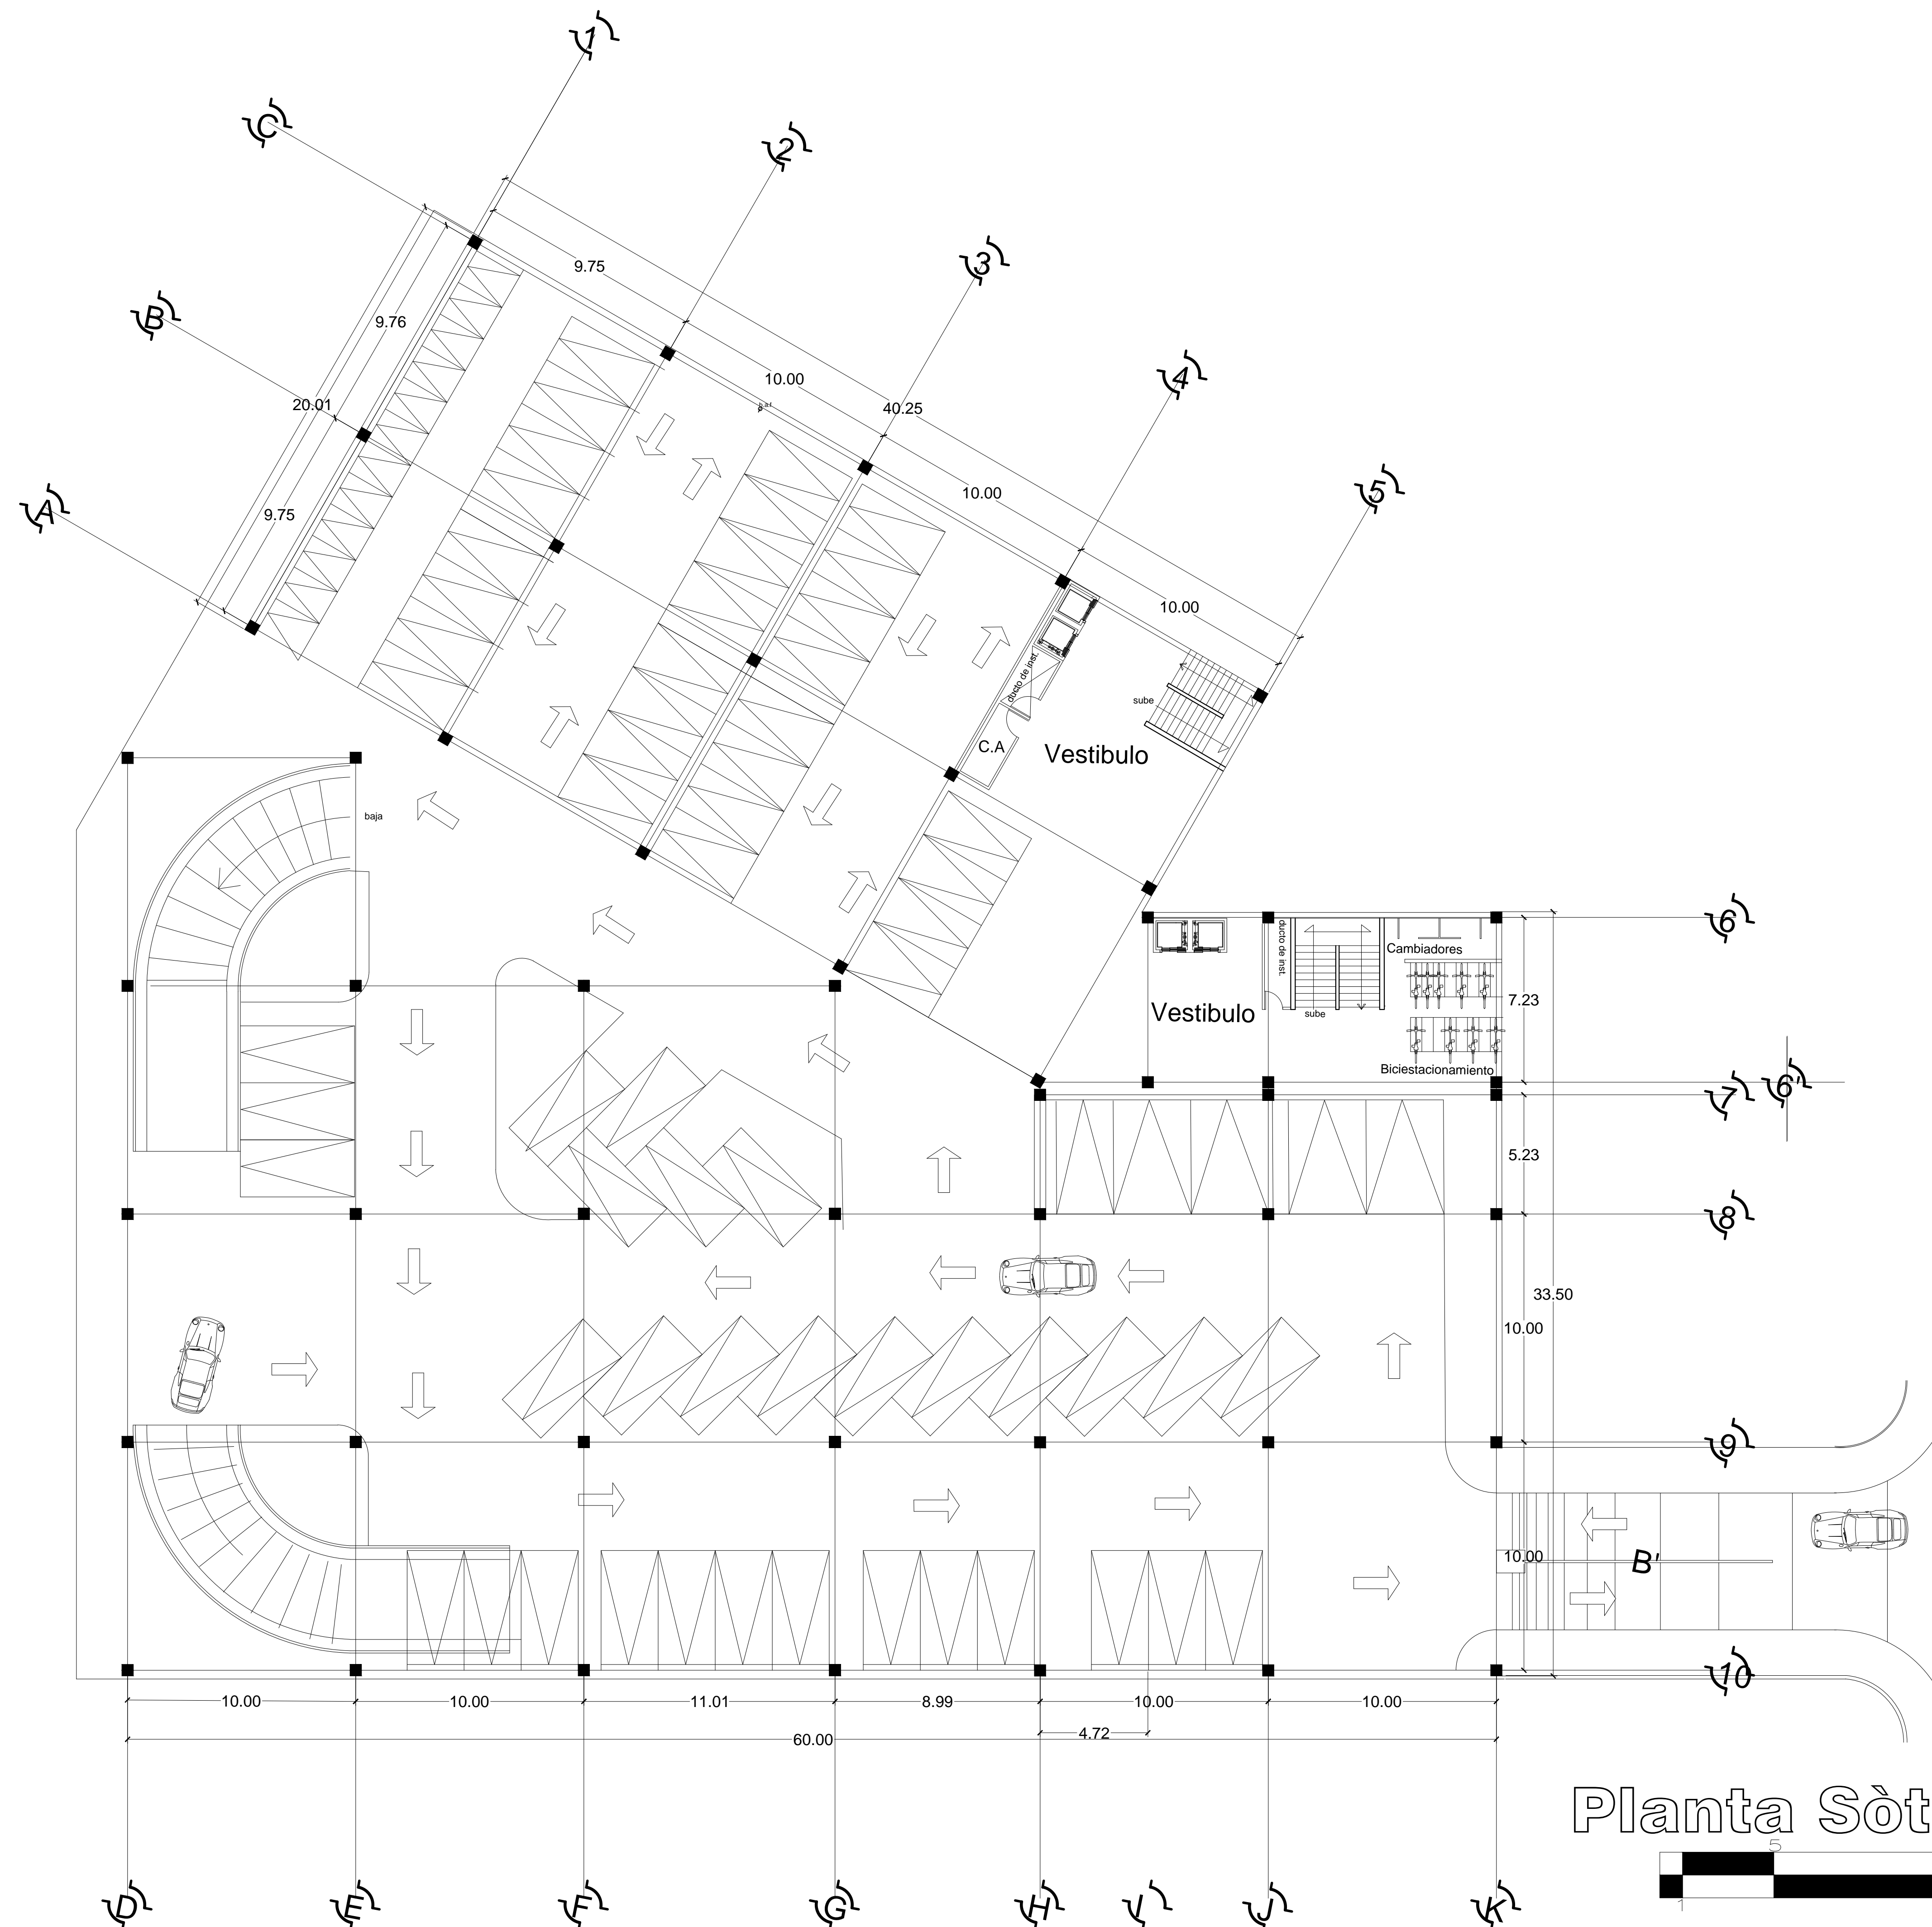 1
C
2
B
3
4
A
5
9.75
9.76
10.00
20.01
40.25
10.00
9.75
10.00
ducto de inst.
sube
C.A
Vestibulo
baja
6
ducto de inst.
Cambiadores
7.23
Vestibulo
sube
Biciestacionamiento
6'
7
5.23
8
33.50
10.00
9
10.00
B'
10
10.00
10.00
11.01
8.99
10.00
10.00
4.72
60.00
Planta Sòt
5
1
D
E
F
G
H
I
J
K